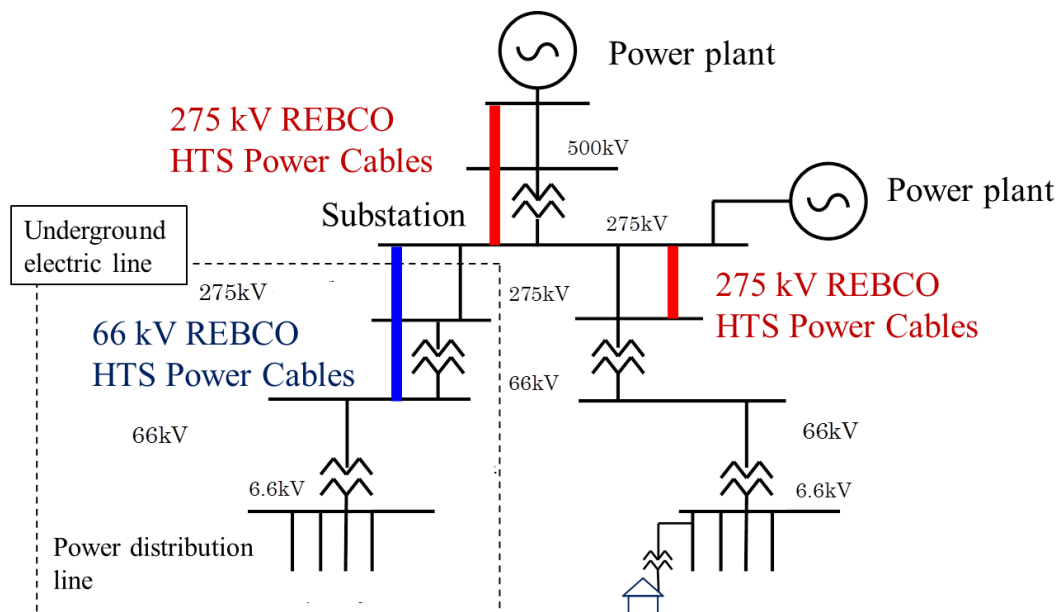 Power plant
275 kV REBCO
HTS Power Cables
500kV
Power plant
Substation
275kV
Underground
electric line
275kV
275kV
275 kV REBCO
HTS Power Cables
66 kV REBCO
HTS Power Cables
66kV
66kV
66kV
6.6kV
6.6kV
Power distribution
line